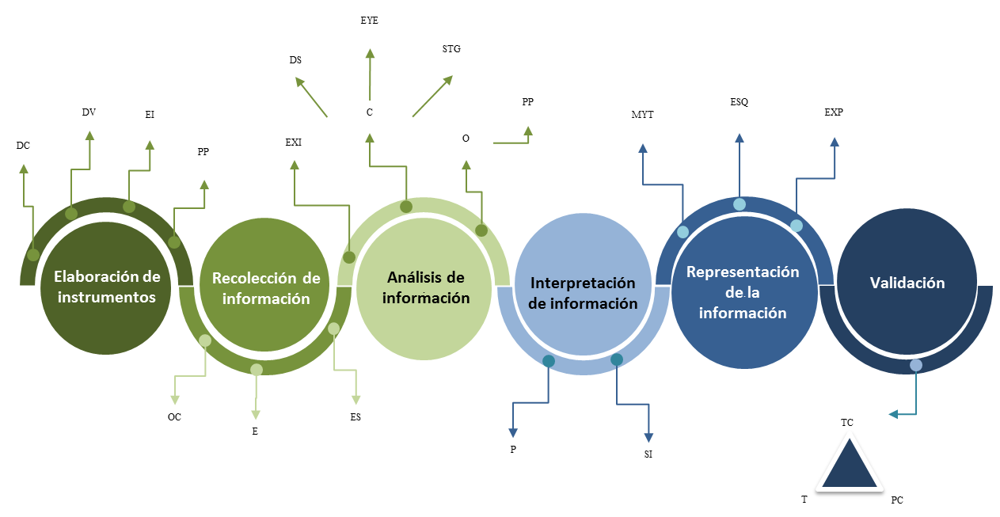 EYE
STG
DS
PP
ESQ
DV
C
EXP
EI
MYT
O
EXI
DC
PP
Elaboración de
instrumentos
Recolección de
información
Análisis de
información
Interpretación
de información
Representación
de la
información
Validación
OC
E
ES
P
SI
TC
T
PC